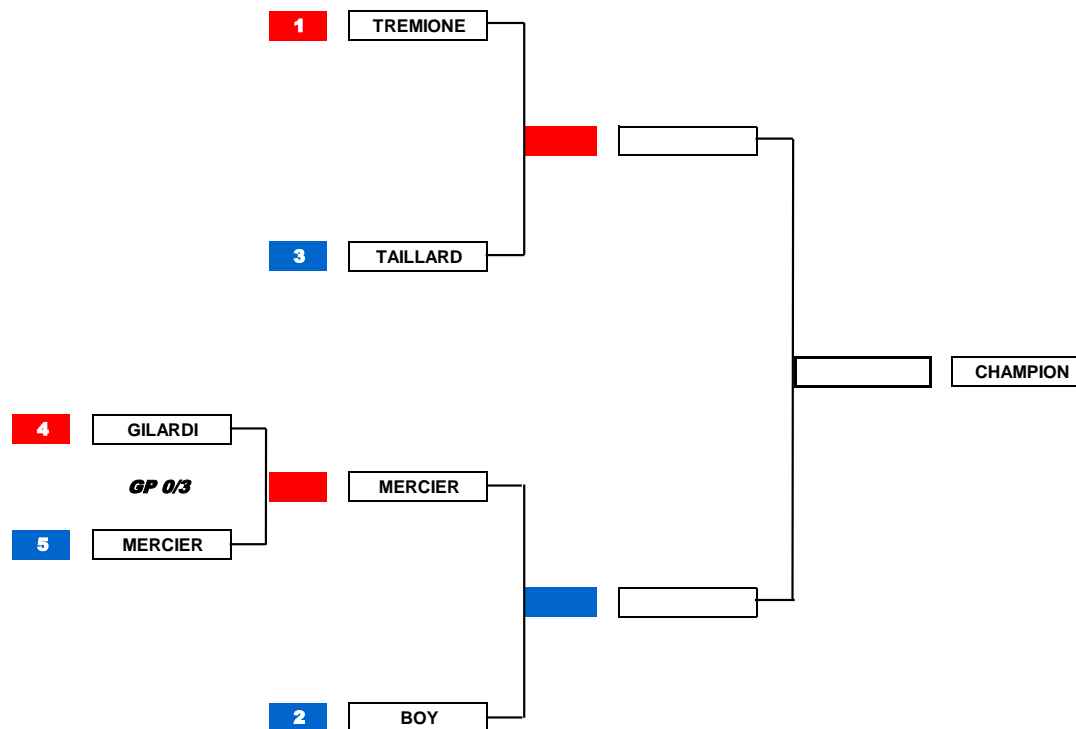 1 TREMIONE
3 TAILLARD
CHAMPION
4 GILARDI
GP 0/3
MERCIER
5 MERCIER
2 BOY